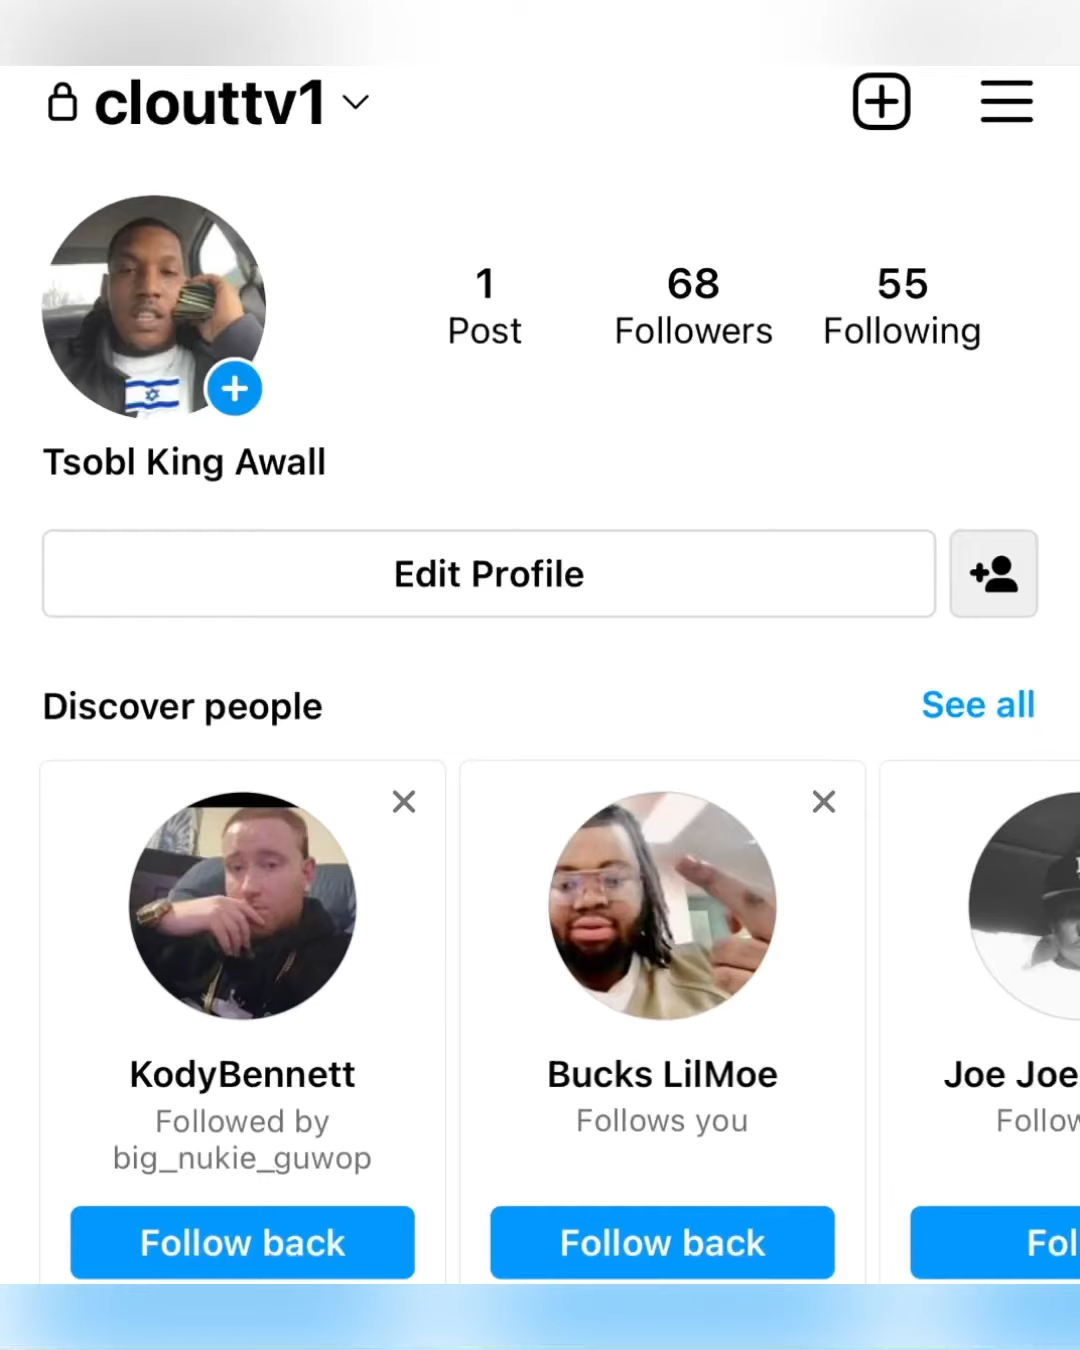 clouttv1
1 68 55
Post Followers Following
Tsobl King Awall
Edit Profile
Discover people See all
KodyBennett
Followed by
big_nukie_guwop
Follow back
Bucks LilMoe
Follows you
Follow back
Joe Joe